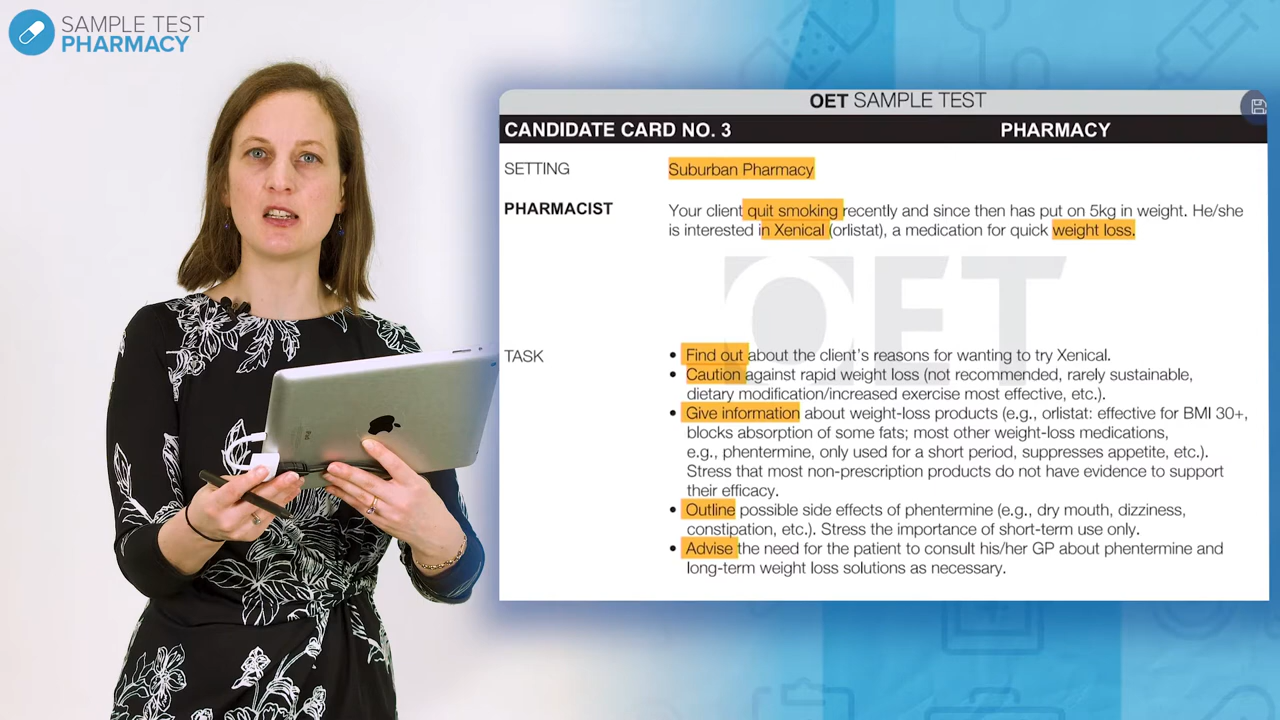 SAMPLE TEST
PHARMACY
OET SAMPLE TEST
CANDIDATE CARD NO. 3 PHARMACY
SETTING Suburban Pharmacy
PHARMACIST Your client quit smoking recently and since then has put on 5kg in weight. He/she
is interested in Xenical (orlistat), a medication for quick weight loss.
OET
TASK • Find out about the client's reasons for wanting to try Xenical.
• Caution against rapid weight loss (not recommended, rarely sustainable,
dietary modification/increased exercise most effective, etc.).
• Give information about weight-loss products (e.g., orlistat: effective for BMI 30+,
blocks absorption of some fats; most other weight-loss medications,
e.g., phentermine, only used for a short period, suppresses appetite, etc.).
Stress that most non-prescription products do not have evidence to support
their efficacy.
• Outline possible side effects of phentermine (e.g., dry mouth, dizziness,
constipation, etc.). Stress the importance of short-term use only.
• Advise the need for the patient to consult his/her GP about phentermine and
long-term weight loss solutions as necessary.
iPad